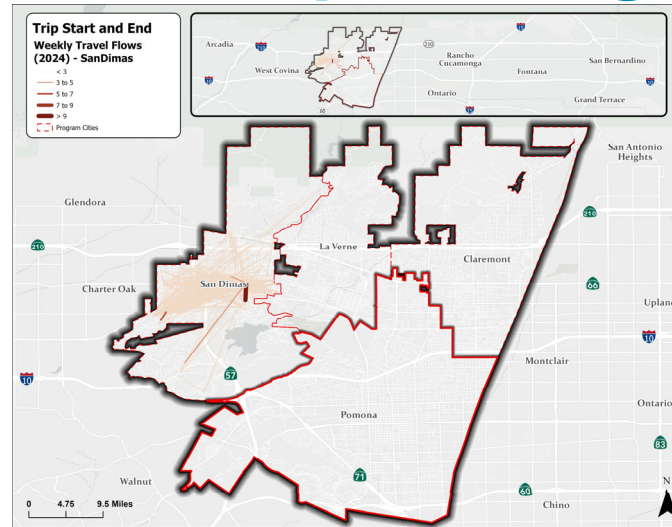 Trip Start and End
Weekly Travel Flows
(2024) - SanDimas
< 3
3 to 5
5 to 7
7 to 9
> 9
Program Cities
Arcadia
210
Rancho
Cucamonga
San Bernardino
West Covina
Fontana
Ontario
Grand Terrace
60
San Antonio
Heights
Glendora
210
210
La Verne
Claremont
Charter Oak
San Dimas
66
Upland
10
10
57
Montclair
Pomona
Ontario
83
71
Walnut
60
Chino
0 4.75 9.5 Miles
N